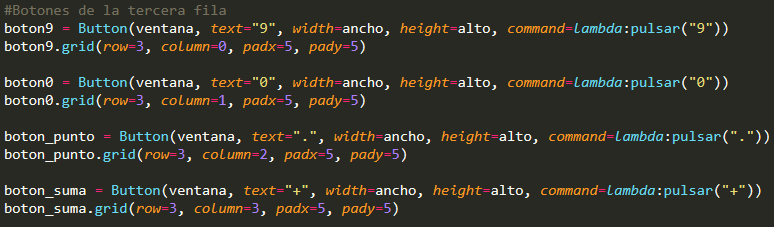 #Botones de la tercera fila
boton9 = Button(ventana, text="9", width=ancho, height=alto, command=lambda:pulsar("9"))
boton9.grid(row=3, column=0, padx=5, pady=5)
boton0 = Button(ventana, text="0", width=ancho, height=alto, command=lambda:pulsar("0"))
boton0.grid(row=3, column=1, padx=5, pady=5)
boton_punto = Button(ventana, text=".", width=ancho, height=alto, command=lambda:pulsar("."))
boton_punto.grid(row=3, column=2, padx=5, pady=5)
boton_suma = Button(ventana, text="+", width=ancho, height=alto, command=lambda:pulsar("+"))
boton_suma.grid(row=3, column=3, padx=5, pady=5)